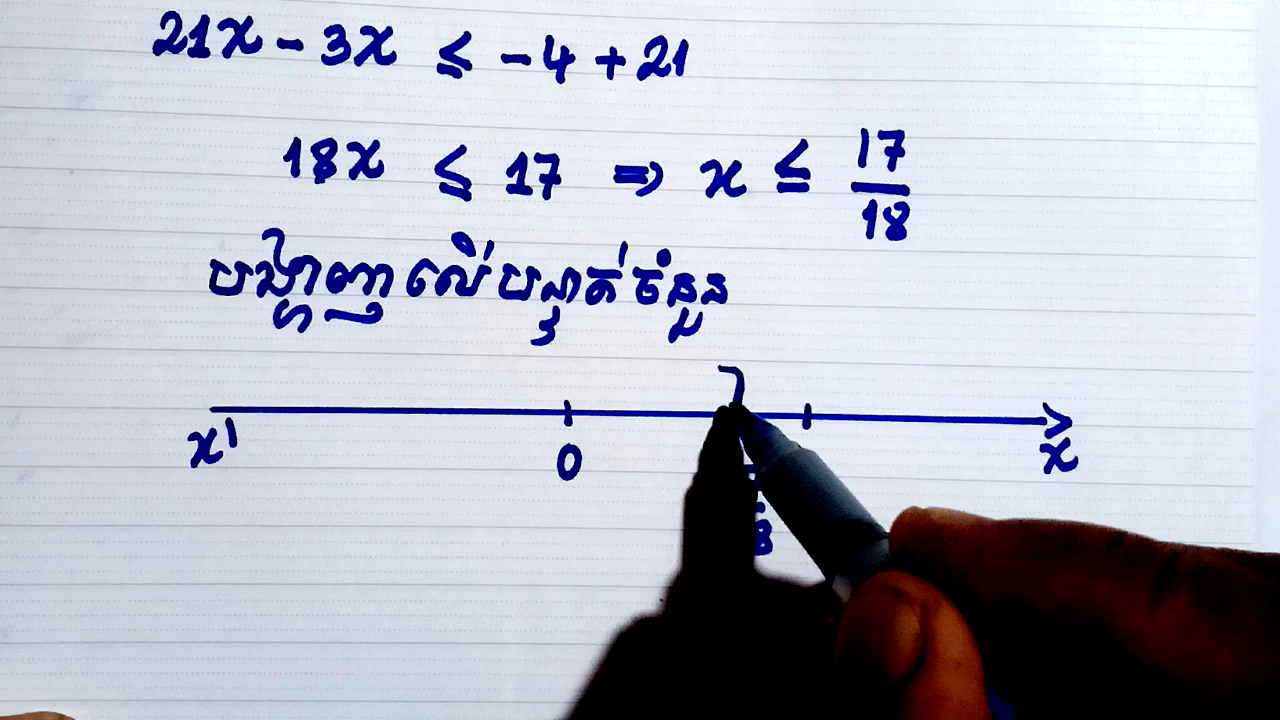 21x - 3x ≤ -4 + 21
18x ≤ 17 ⇒ x ≤ 17/18
បង្ហាញលើបន្ទាត់ចំនួន
x' 0 x